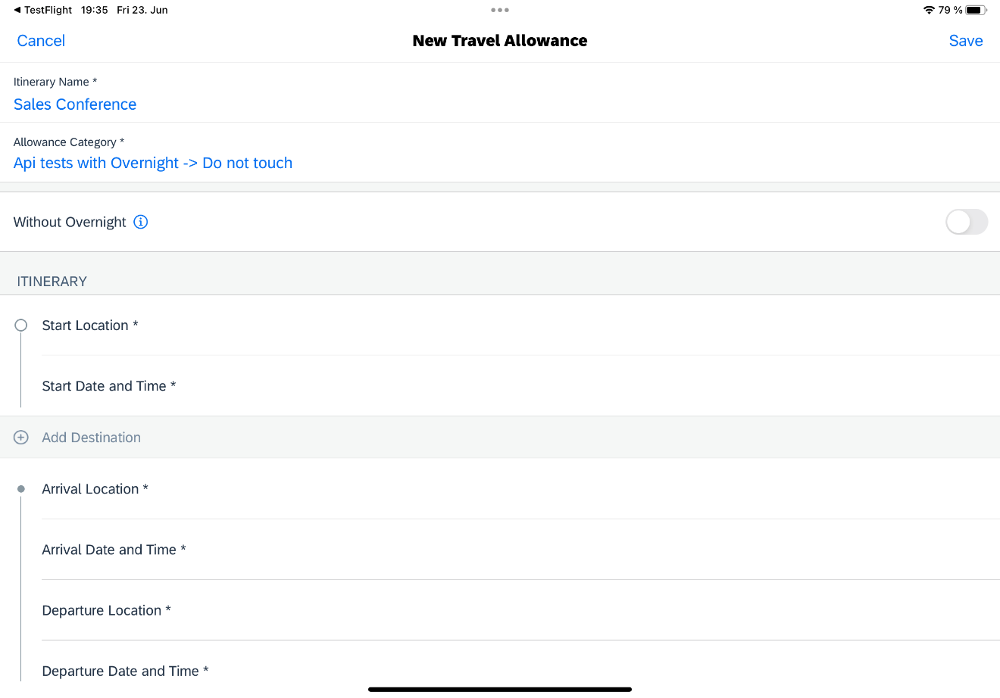 ◀ TestFlight 19:35 Fri 23. Jun 79 %
Cancel New Travel Allowance Save
Itinerary Name *
Sales Conference
Allowance Category *
Api tests with Overnight -> Do not touch
Without Overnight
ITINERARY
Start Location *
Start Date and Time *
Add Destination
Arrival Location *
Arrival Date and Time *
Departure Location *
Departure Date and Time *